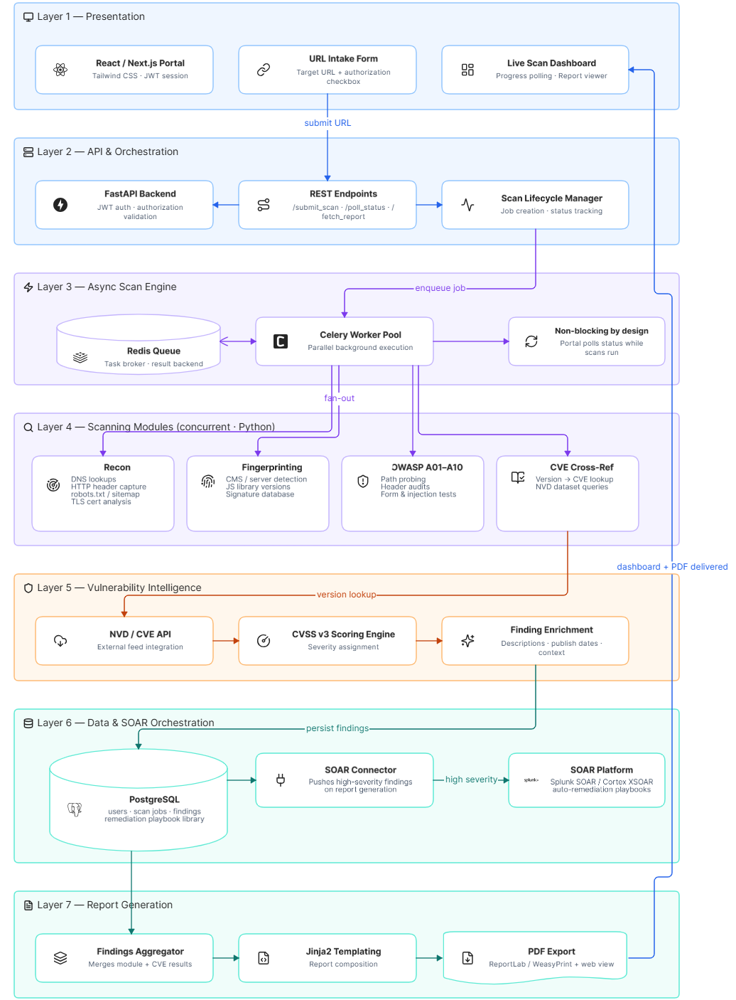 Layer 1 — Presentation
React / Next.js Portal
Tailwind CSS · JWT session
URL Intake Form
Target URL + authorization
checkbox
Live Scan Dashboard
Progress polling · Report viewer
submit URL
Layer 2 — API & Orchestration
FastAPI Backend
JWT auth · authorization
validation
REST Endpoints
/submit_scan · /poll_status · /
fetch_report
Scan Lifecycle Manager
Job creation · status tracking
Layer 3 — Async Scan Engine
enqueue job
Redis Queue
Task broker · result backend
Celery Worker Pool
Parallel background execution
Non-blocking by design
Portal polls status while
scans run
fan-out
Layer 4 — Scanning Modules (concurrent · Python)
Recon
DNS lookups
HTTP header capture
robots.txt / sitemap
TLS cert analysis
Fingerprinting
CMS / server detection
JS library versions
Signature database
OWASP A01–A10
Path probing
Header audits
Form & injection tests
CVE Cross-Ref
Version → CVE lookup
NVD dataset queries
dashboard + PDF delivered
Layer 5 — Vulnerability Intelligence
version lookup
NVD / CVE API
External feed integration
CVSS v3 Scoring Engine
Severity assignment
Finding Enrichment
Descriptions · publish dates ·
context
Layer 6 — Data & SOAR Orchestration
persist findings
PostgreSQL
users · scan jobs · findings
remediation playbook library
SOAR Connector
Pushes high-severity findings
on report generation
high severity
splunk>
SOAR Platform
Splunk SOAR / Cortex XSOAR
auto-remediation playbooks
Layer 7 — Report Generation
Findings Aggregator
Merges module + CVE results
Jinja2 Templating
Report composition
PDF Export
ReportLab / WeasyPrint + web view